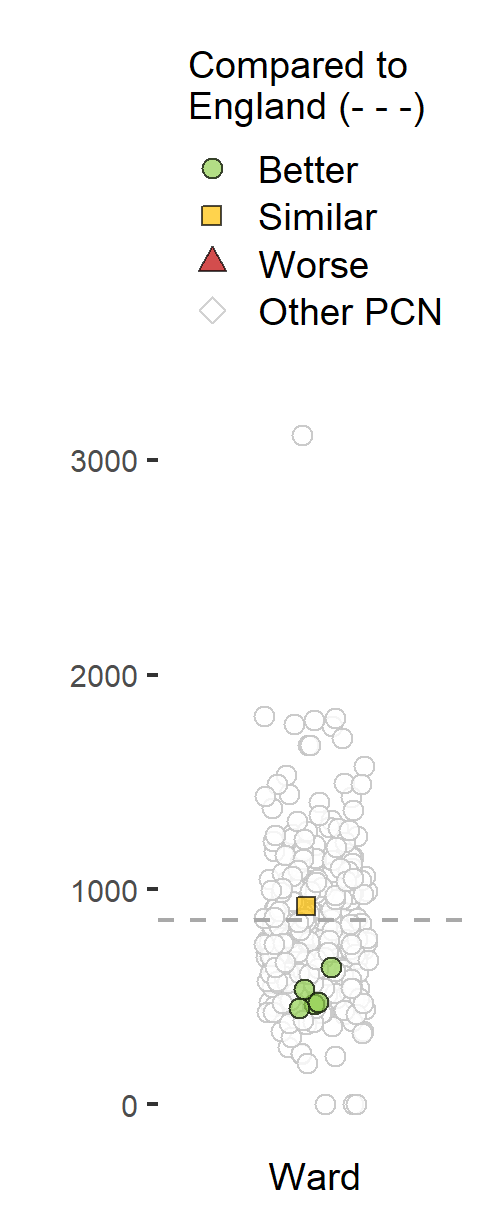 Compared to
England (- - -)
Better
Similar
Worse
Other PCN
3000
2000
1000
0
Ward